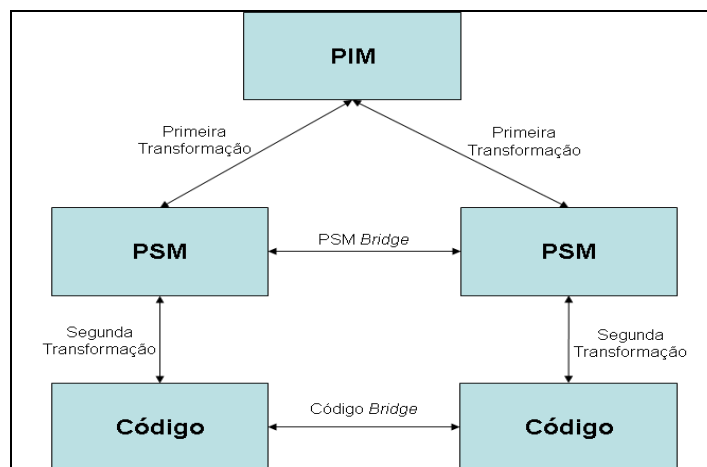 PIM
Primeira
Transformação
Primeira
Transformação
PSM
PSM Bridge
PSM
Segunda
Transformação
Segunda
Transformação
Código
Código Bridge
Código